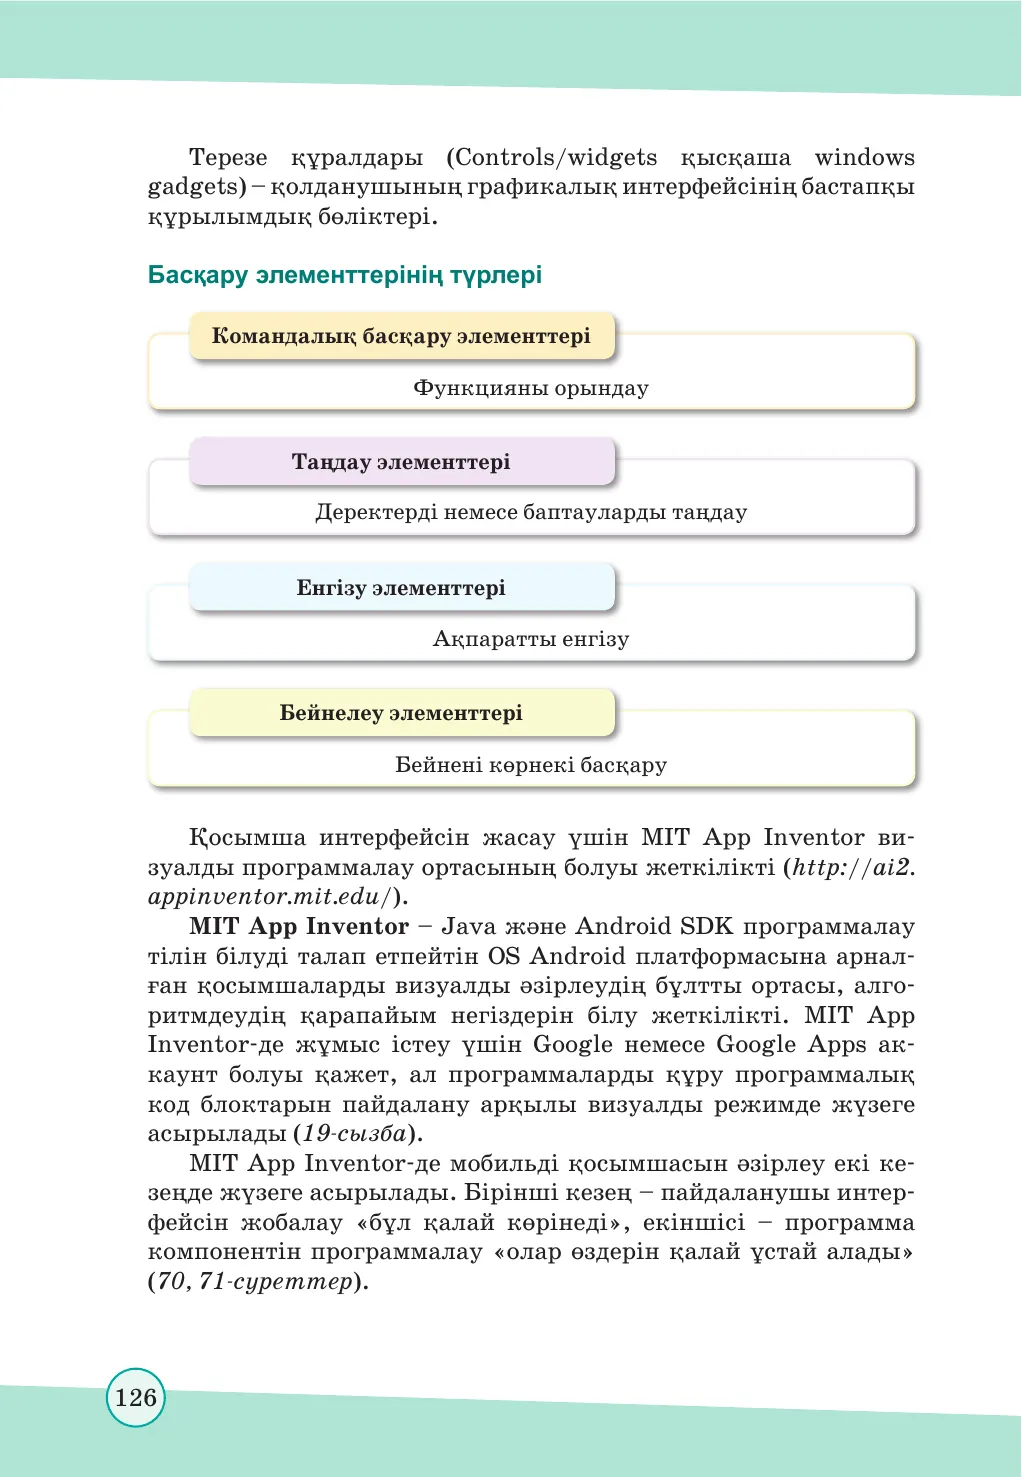 Терезе құралдары (Controls/widgets қысқаша windows
gadgets) – қолданушының графикалық интерфейсінің бастапқы
құрылымдық бөліктері.
Басқару элементтерінің түрлері
Командалық басқару элементтері
Функцияны орындау
Таңдау элементтері
Деректерді немесе баптауларды таңдау
Енгізу элементтері
Ақпаратты енгізу
Бейнелеу элементтері
Бейнені көрнекі басқару
Қосымша интерфейсін жасау үшін MIT App Inventor ви-
зуалды программалау ортасының болуы жеткілікті (http://ai2.
appinventor.mit.edu/).
MIT App Inventor – Java және Android SDK программалау
тілін білуді талап етпейтін OS Android платформасына арнал-
ған қосымшаларды визуалды әзірлеудің бұлтты ортасы, алго-
ритмдеудің қарапайым негіздерін білу жеткілікті. MIT App
Inventor-де жұмыс істеу үшін Google немесе Google Apps ак-
каунт болуы қажет, ал программаларды құру программалық
код блоктарын пайдалану арқылы визуалды режимде жүзеге
асырылады (19-сызба).
MIT App Inventor-де мобильді қосымшасын әзірлеу екі ке-
зеңде жүзеге асырылады. Бірінші кезең – пайдаланушы интер-
фейсін жобалау «бұл қалай көрінеді», екіншісі – программа
компонентін программалау «олар өздерін қалай ұстай алады»
(70, 71-суреттер).
126